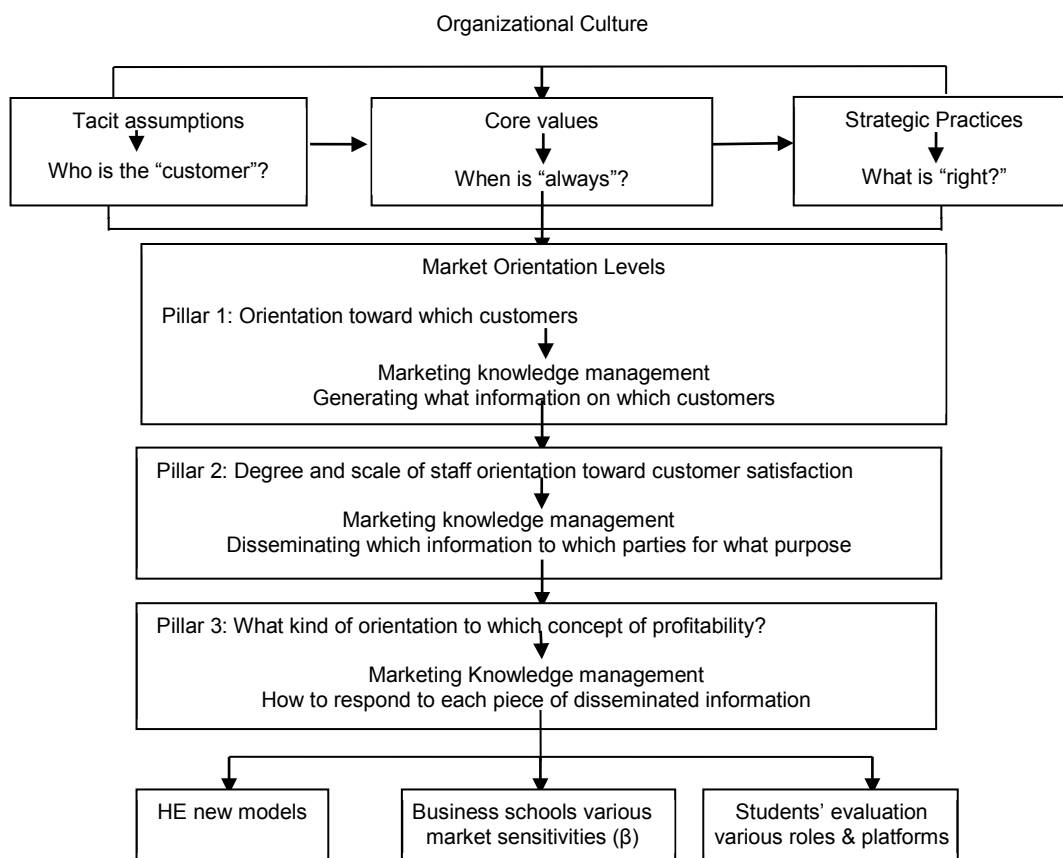 Organizational Culture
Tacit assumptions
Who is the “customer”?
Core values
When is “always”?
Strategic Practices
What is “right?”
Market Orientation Levels
Pillar 1: Orientation toward which customers
Marketing knowledge management
Generating what information on which customers
Pillar 2: Degree and scale of staff orientation toward customer satisfaction
Marketing knowledge management
Disseminating which information to which parties for what purpose
Pillar 3: What kind of orientation to which concept of profitability?
Marketing Knowledge management
How to respond to each piece of disseminated information
HE new models
Business schools various
market sensitivities (β)
Students’ evaluation
various roles & platforms